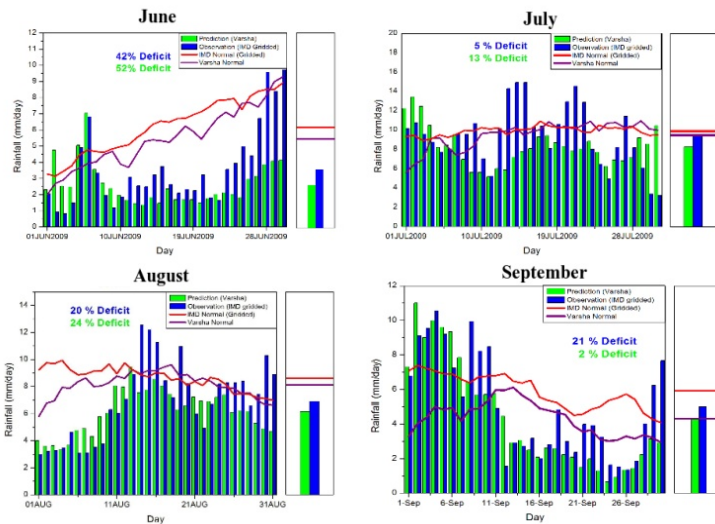 June
12
11
10
9
8
7
6
5
4
3
2
1
0
Rainfall (mm/day)
Prediction (Varsha)
Observation (IMD Gridded)
IMD Normal (Gridded)
Varsha Normal
42% Deficit
52% Deficit
01JUN2009 10JUN2009 19JUN2009 28JUN2009
Day
July
20
18
16
14
12
10
8
6
4
2
0
Rainfall (mm/day)
Prediction (Varsha)
Observation (IMD gridded)
IMD Normal (Gridded)
Varsha Normal
5 % Deficit
13 % Deficit
01JUL2009 10JUL2009 19JUL2009 28JUL2009
Day
August
14
12
10
8
6
4
2
0
Rainfall (mm/day)
Prediction (Varsha)
Observation (IMD gridded)
IMD Normal (Gridded)
Varsha Normal
20 % Deficit
24 % Deficit
01AUG 11AUG 21AUG 31AUG
Day
September
12
10
8
6
4
2
0
Rainfall (mm/day)
Prediction (Varsha)
Observation (IMD gridded)
IMD Normal (Gridded)
Varsha Normal
21 % Deficit
2 % Deficit
1-Sep 6-Sep 11-Sep 16-Sep 21-Sep 26-Sep
Day